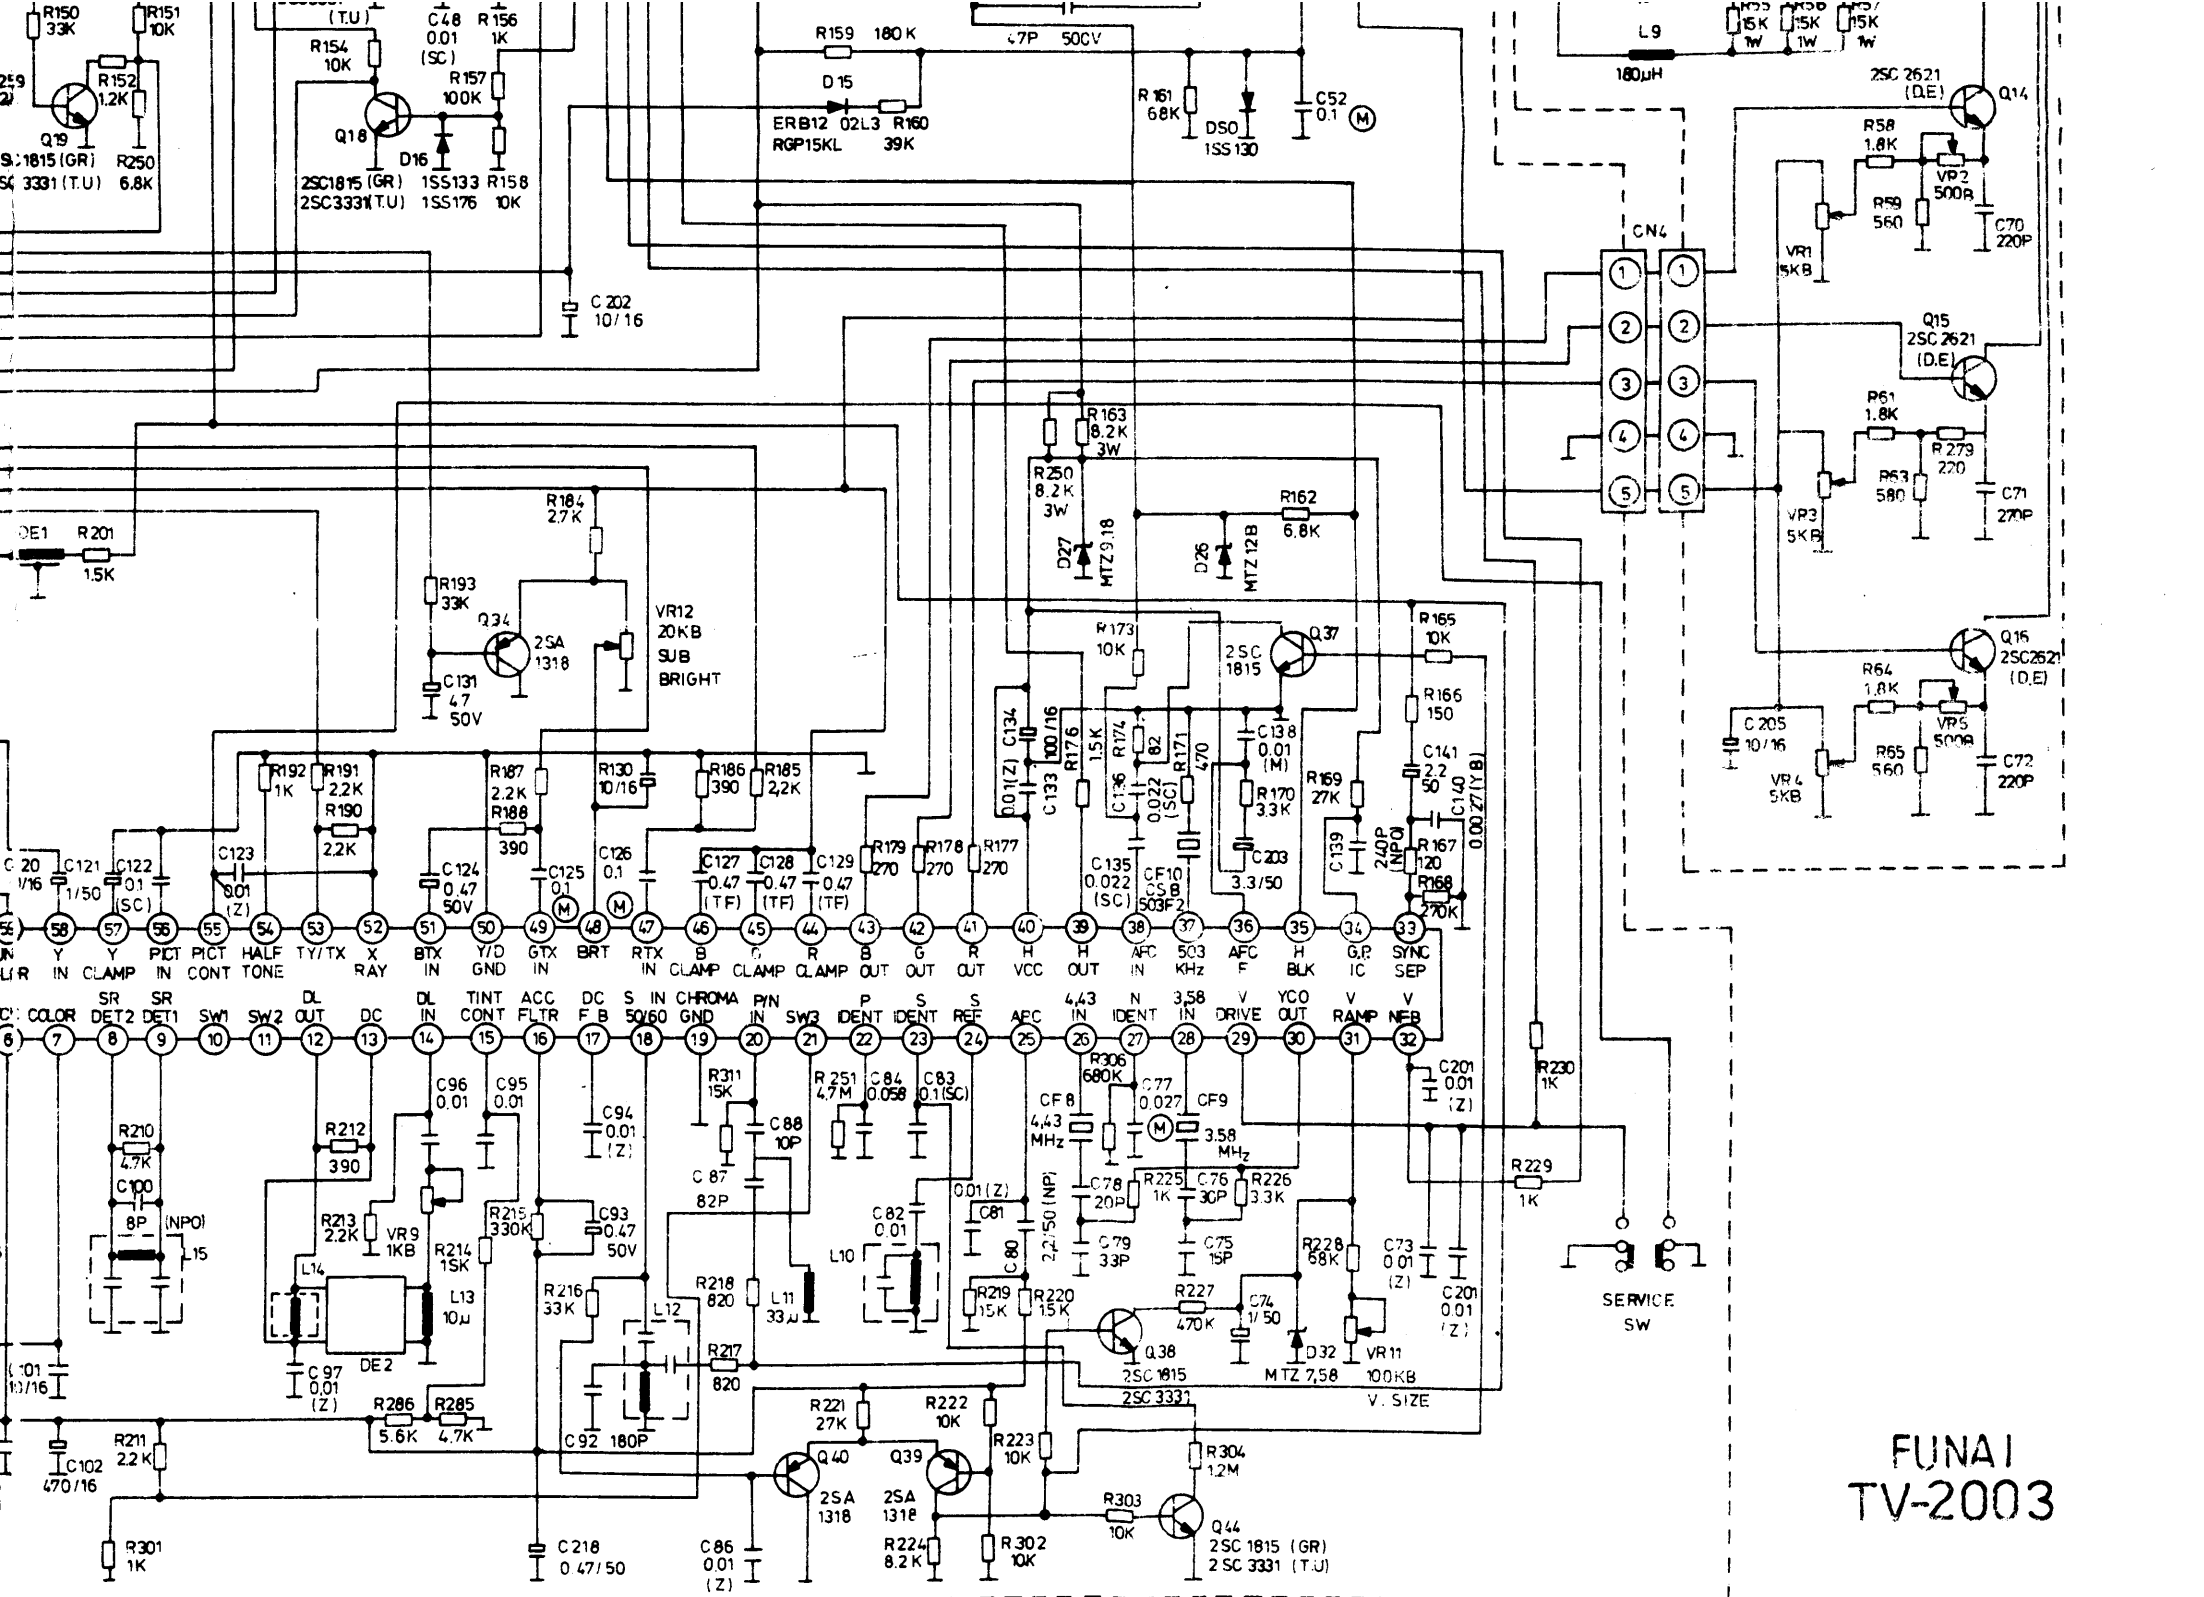 R150
33K
R151
10K
(T.U)
C48
0.01
(SC)
R156
1K
R154
10K
R157
100K
R152
1.2K
Q19
1815(GR)
3331(T.U)
R250
6.8K
Q18
D16
2SC1815(GR)
2SC3331(T.U)
1SS133
1SS176
R158
10K
R159 180K
D15
ERB12 02L3
RGP15KL
R160
39K
47P 500V
R161
68K
DS0
1SS130
C52
0.1
M
L9
180µH
15K
1W
15K
1W
15K
1W
2SC2621
(D.E)
Q14
R58
1.8K
VR2
500B
R59
560
C70
220P
VR1
5KB
CN4
1 1
2 2
3 3
4 4
5 5
Q15
2SC2621
(D.E)
R61
1.8K
R279
220
R63
580
C71
270P
VR3
5KB
Q16
2SC2621
(D.E)
R64
1.8K
VR5
500B
R65
560
C72
220P
VR4
5KB
C205
10/16
C202
10/16
R163
8.2K
3W
R250
8.2K
3W
R162
6.8K
D27
MTZ9.18
D26
MTZ12B
DE1
R201
1.5K
R184
2.7K
R193
33K
Q34
2SA
1318
VR12
20KB
SUB
BRIGHT
C131
47
50V
R173
10K
2SC
1815
Q37
R165
10K
R166
150
C134
100/16
0.01(Z)
C133
R176
1.5K
R174
82
C136
0.022
(SC)
R171
470
C138
0.01
(M)
R170
3.3K
R169
27K
C141
2.2
50
C140
0.0027(YB)
C139
240P
(NPO)
R167
120
R168
270K
C203
3.3/50
C135
0.022
(SC)
CF10
CSB
503F2
R192
1K
R191
2.2K
R190
2.2K
R187
2.2K
R188
390
R130
10/16
R186
390
R185
2,2K
C121
1/50
C122
0.1
(SC)
C123
0.01
(Z)
C124
0.47
50V
C125
0.1
M
C126
0.1
M
C127
0.47
(TF)
C128
0.47
(TF)
C129
0.47
(TF)
R179
270
R178
270
R177
270
58 57 56 55 54 53 52 51 50 49 48 47 46 45 44 43 42 41 40 39 38 37 36 35 34 33
Y
IN
Y
CLAMP
PICT
IN
PICT
CONT
HALF
TONE
TY/TX
X
RAY
BTX
IN
Y/D
GND
GTX
IN
BRT
RTX
IN
B
CLAMP
G
CLAMP
R
CLAMP
B
OUT
G
OUT
R
OUT
H
VCC
H
OUT
AFC
IN
503
KHz
AFC
F
H
BLK
G.P.
IC
SYNC
SEP
COLOR
SR
DET2
SR
DET1
SW1
SW2
DL
OUT
DC
DL
IN
TINT
CONT
ACC
FLTR
DC
F B
S IN
50/60
CHROMA
GND
P/N
IN
SW3
P
IDENT
S
IDENT
S
REF
APC
4,43
IN
N
IDENT
3,58
IN
V
DRIVE
YCO
OUT
V
RAMP
V
NFB
6 7 8 9 10 11 12 13 14 15 16 17 18 19 20 21 22 23 24 25 26 27 28 29 30 31 32
R210
4.7K
C100
8P
(NPO)
L15
R212
390
C96
0.01
C95
0.01
R213
2.2K
VR9
1KB
R214
15K
R215
330K
C93
0.47
50V
C94
0.01
(Z)
L14
L13
10µ
DE2
C97
0.01
(Z)
R216
33K
L12
R286
5.6K
R285
4.7K
R211
2.2K
C102
470/16
10/16
R301
1K
C92
180P
C218
0.47/50
R311
15K
C88
10P
C87
82P
R218
820
R217
820
L11
33µ
R251
4.7M
C84
0.058
C83
0.1(SC)
C82
0.01
L10
0.01(Z)
C81
C80
2,2/50(NP)
R219
15K
R220
15K
CF8
4,43
MHz
R306
680K
C77
0.027
M
CF9
3.58
MHz
C78
20P
R225
1K
C76
30P
R226
3.3K
C79
33P
C75
15P
R227
470K
C74
1/50
Q38
2SC1815
2SC3331
D32
MTZ7,58
R228
68K
VR11
100KB
V. SIZE
C73
0.01
(Z)
C201
0.01
(Z)
C201
0.01
(Z)
R230
1K
R229
1K
SERVICE
SW
R221
27K
R222
10K
R223
10K
Q40
2SA
1318
Q39
2SA
1318
C86
0.01
(Z)
R224
8.2K
R302
10K
R303
10K
R304
1.2M
Q44
2SC1815 (GR)
2SC3331 (T.U)
FUNAI
TV-2003